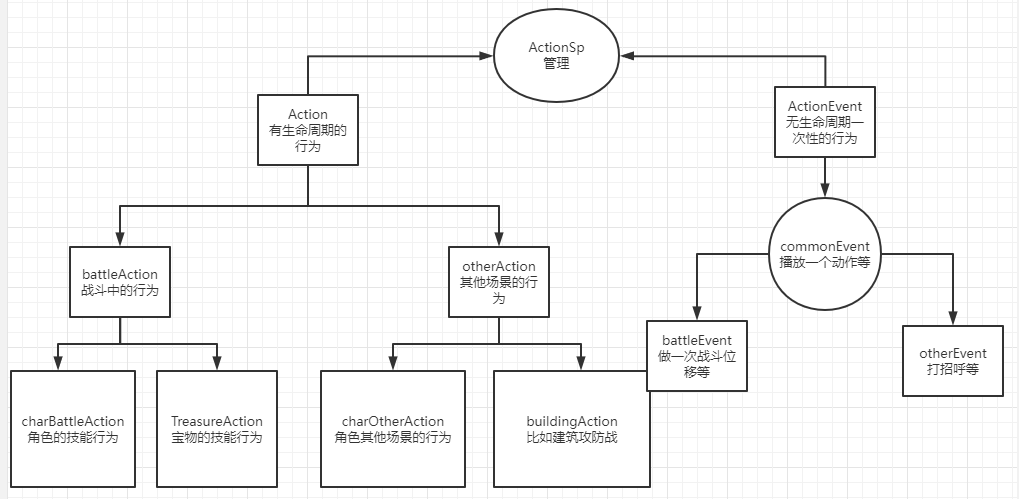 ActionSp
管理
Action
有生命周期的
行为
ActionEvent
无生命周期一
次性的行为
battleAction
战斗中的行为
otherAction
其他场景的行
为
commonEvent
播放一个动作等
battleEvent
做一次战斗位
移等
otherEvent
打招呼等
charBattleAction
角色的技能行为
TreasureAction
宝物的技能行为
charOtherAction
角色其他场景的行为
buildingAction
比如建筑攻防战